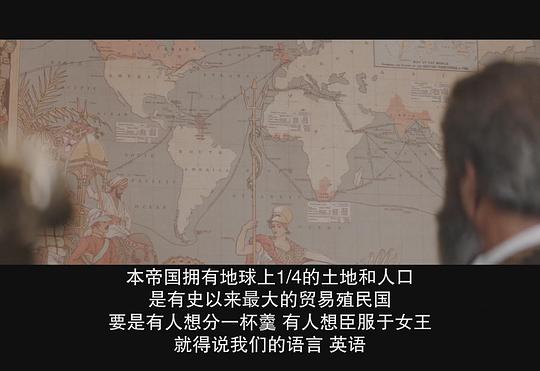 本帝国拥有地球上1/4的土地和人口
是有史以来最大的贸易殖民国
要是有人想分一杯羹 有人想臣服于女王
就得说我们的语言 英语